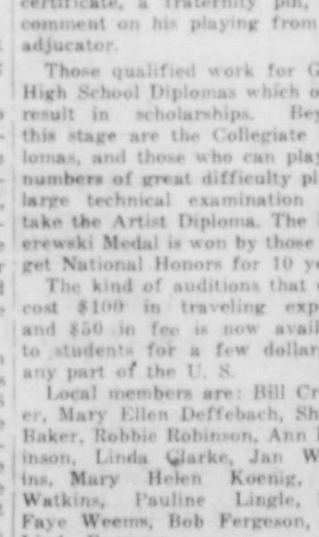 certificate, a fraternity pin,
comment on his playing from
adjucator.
Those qualified work for G
High School Diplomas which o
result in scholarships. Bey
this stage are the Collegiate
lomas, and those who can play
numbers of great difficulty pl
large technical examination
take the Artist Diploma. The
erewski Medal is won by those
get National Honors for 10 ye
The kind of auditions that
cost $100 in traveling exp
and $50 in fee is now avail
to students for a few dollar
any part of the U. S.
Local members are: Bill Cr
er, Mary Ellen Deffebach, Sh
Baker, Robbie Robinson, Ann
inson, Linda Clarke, Jan W
ins, Mary Helen Koenig,
Watkins, Pauline Lingle,
Faye Weems, Bob Fergeson,